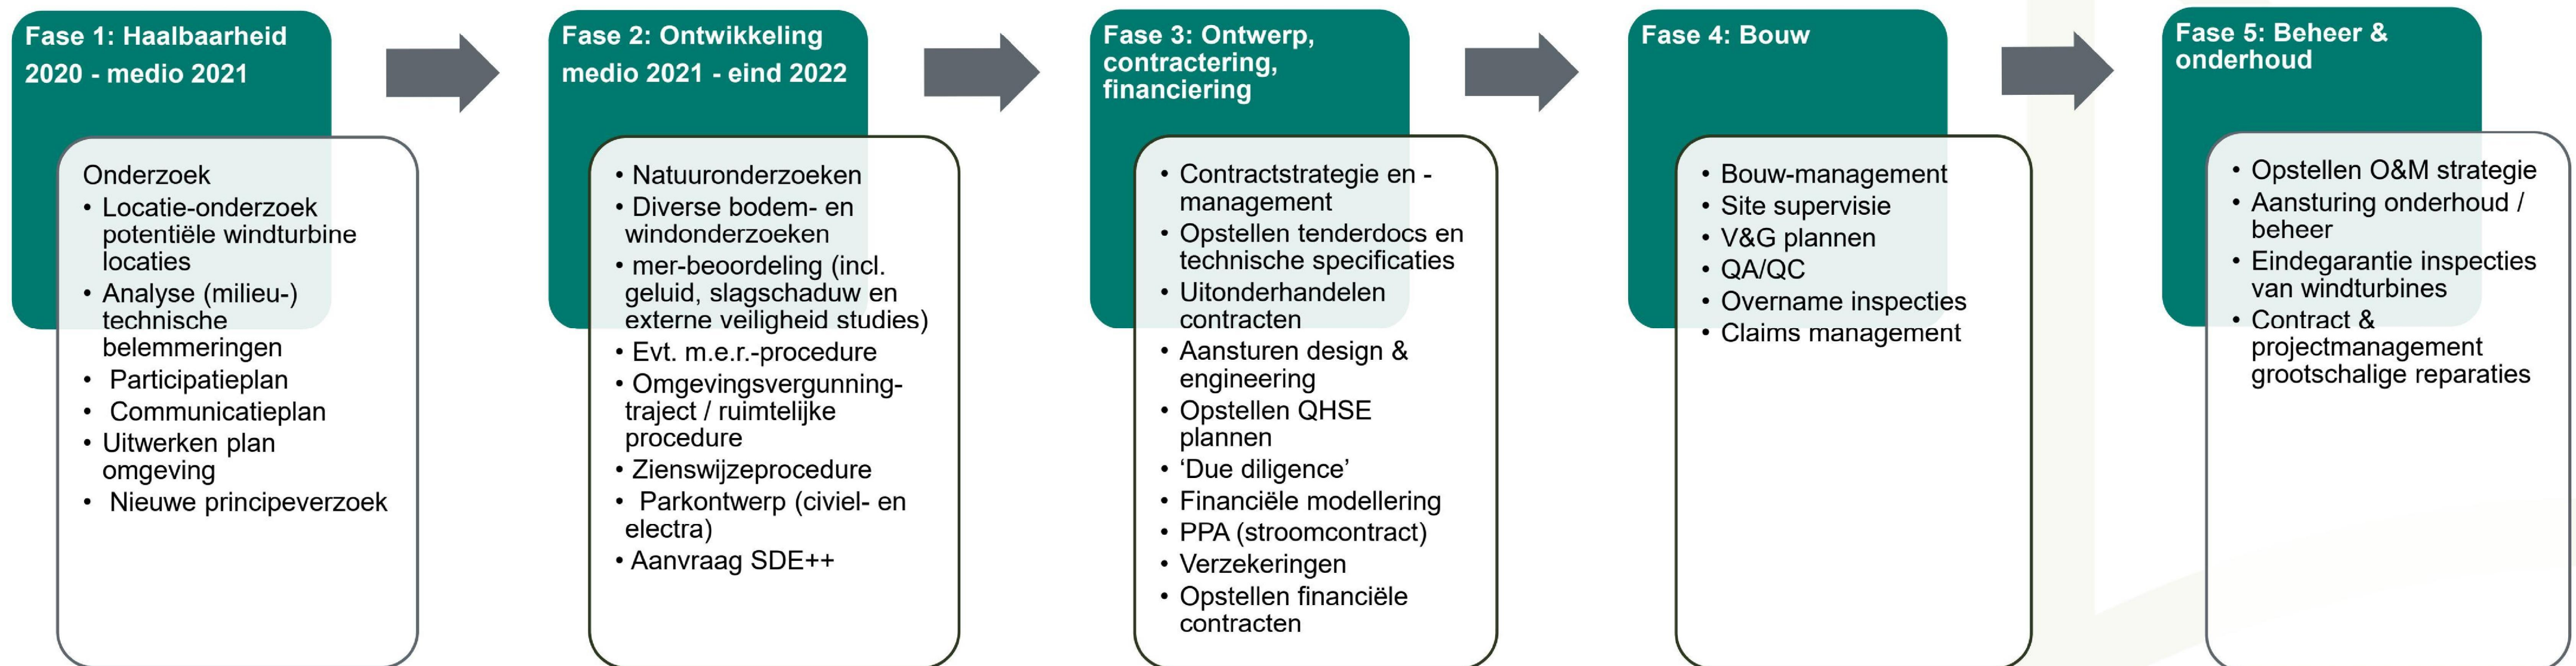 Fase 1: Haalbaarheid
2020 - medio 2021
Onderzoek
• Locatie-onderzoek
potentiële windturbine
locaties
• Analyse (milieu-)
technische
belemmeringen
• Participatieplan
• Communicatieplan
• Uitwerken plan
omgeving
• Nieuwe principeverzoek
Fase 2: Ontwikkeling
medio 2021 - eind 2022
• Natuuronderzoeken
• Diverse bodem- en
windonderzoeken
• mer-beoordeling (incl.
geluid, slagschaduw en
externe veiligheid studies)
• Evt. m.e.r.-procedure
• Omgevingsvergunning-
traject / ruimtelijke
procedure
• Zienswijzeprocedure
• Parkontwerp (civiel- en
electra)
• Aanvraag SDE++
Fase 3: Ontwerp,
contractering,
financiering
• Contractstrategie en -
management
• Opstellen tenderdocs en
technische specificaties
• Uitonderhandelen
contracten
• Aansturen design &
engineering
• Opstellen QHSE
plannen
• ‘Due diligence’
• Financiële modellering
• PPA (stroomcontract)
• Verzekeringen
• Opstellen financiële
contracten
Fase 4: Bouw
• Bouw-management
• Site supervisie
• V&G plannen
• QA/QC
• Overname inspecties
• Claims management
Fase 5: Beheer &
onderhoud
• Opstellen O&M strategie
• Aansturing onderhoud /
beheer
• Eindegarantie inspecties
van windturbines
• Contract &
projectmanagement
grootschalige reparaties